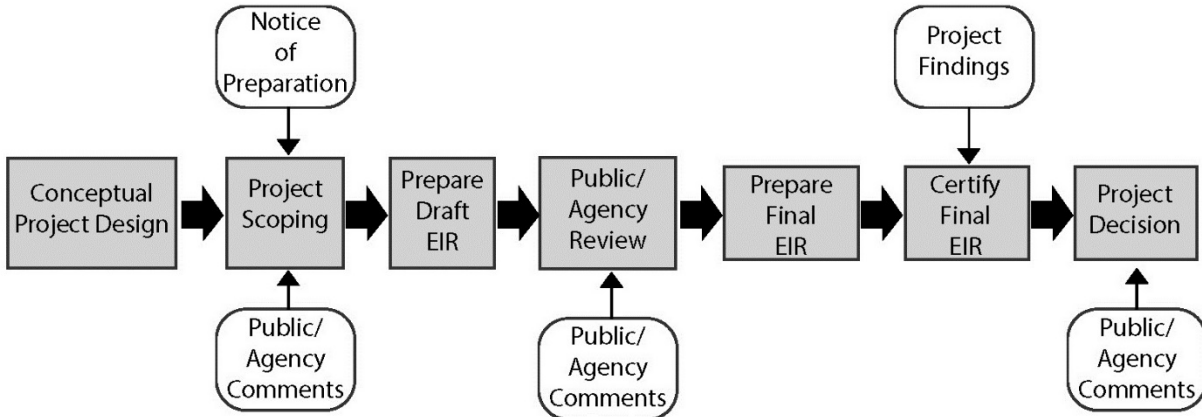 Notice
of
Preparation
Project
Findings
Conceptual
Project Design
Project
Scoping
Prepare
Draft
EIR
Public/
Agency
Review
Prepare
Final
EIR
Certify
Final
EIR
Project
Decision
Public/
Agency
Comments
Public/
Agency
Comments
Public/
Agency
Comments